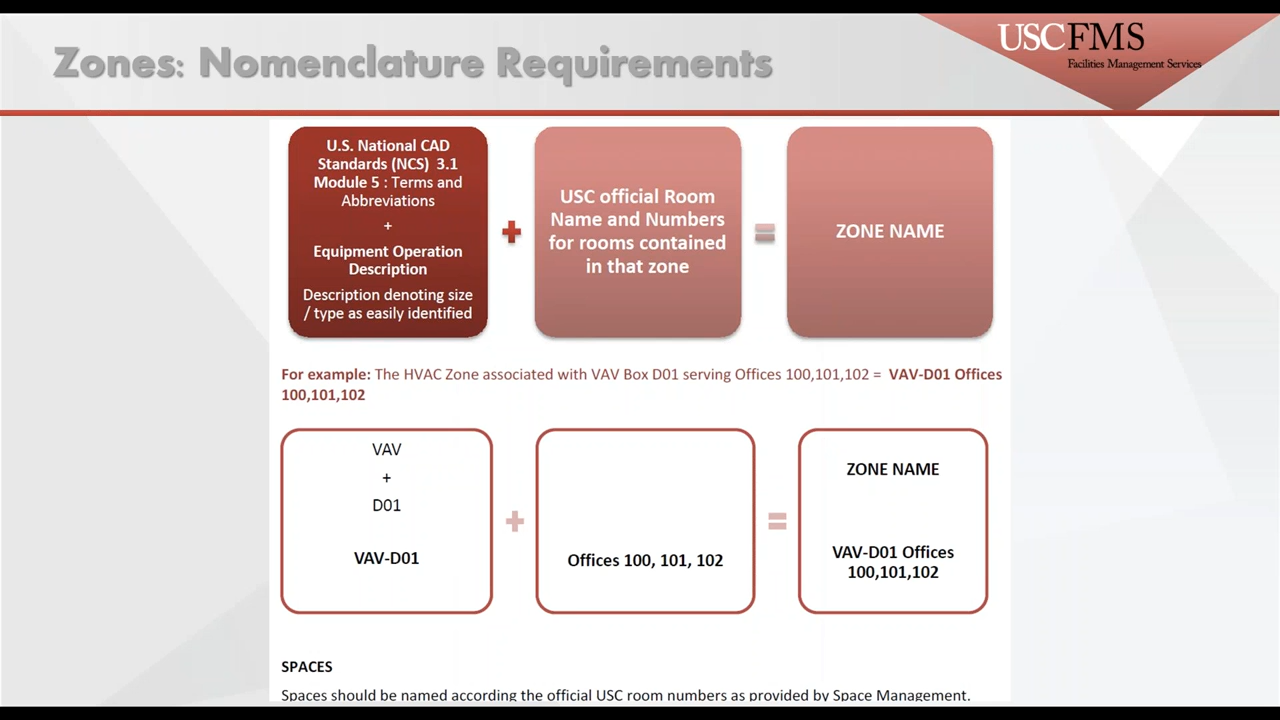 Zones: Nomenclature Requirements
USCFMS
Facilities Management Services
U.S. National CAD
Standards (NCS) 3.1
Module 5 : Terms and
Abbreviations
+
Equipment Operation
Description
Description denoting size
/ type as easily identified
+
USC official Room
Name and Numbers
for rooms contained
in that zone
=
ZONE NAME
For example: The HVAC Zone associated with VAV Box D01 serving Offices 100,101,102 = VAV-D01 Offices
100,101,102
VAV
+
D01
VAV-D01
+
Offices 100, 101, 102
=
ZONE NAME
VAV-D01 Offices
100,101,102
SPACES
Spaces should be named according the official USC room numbers as provided by Space Management.